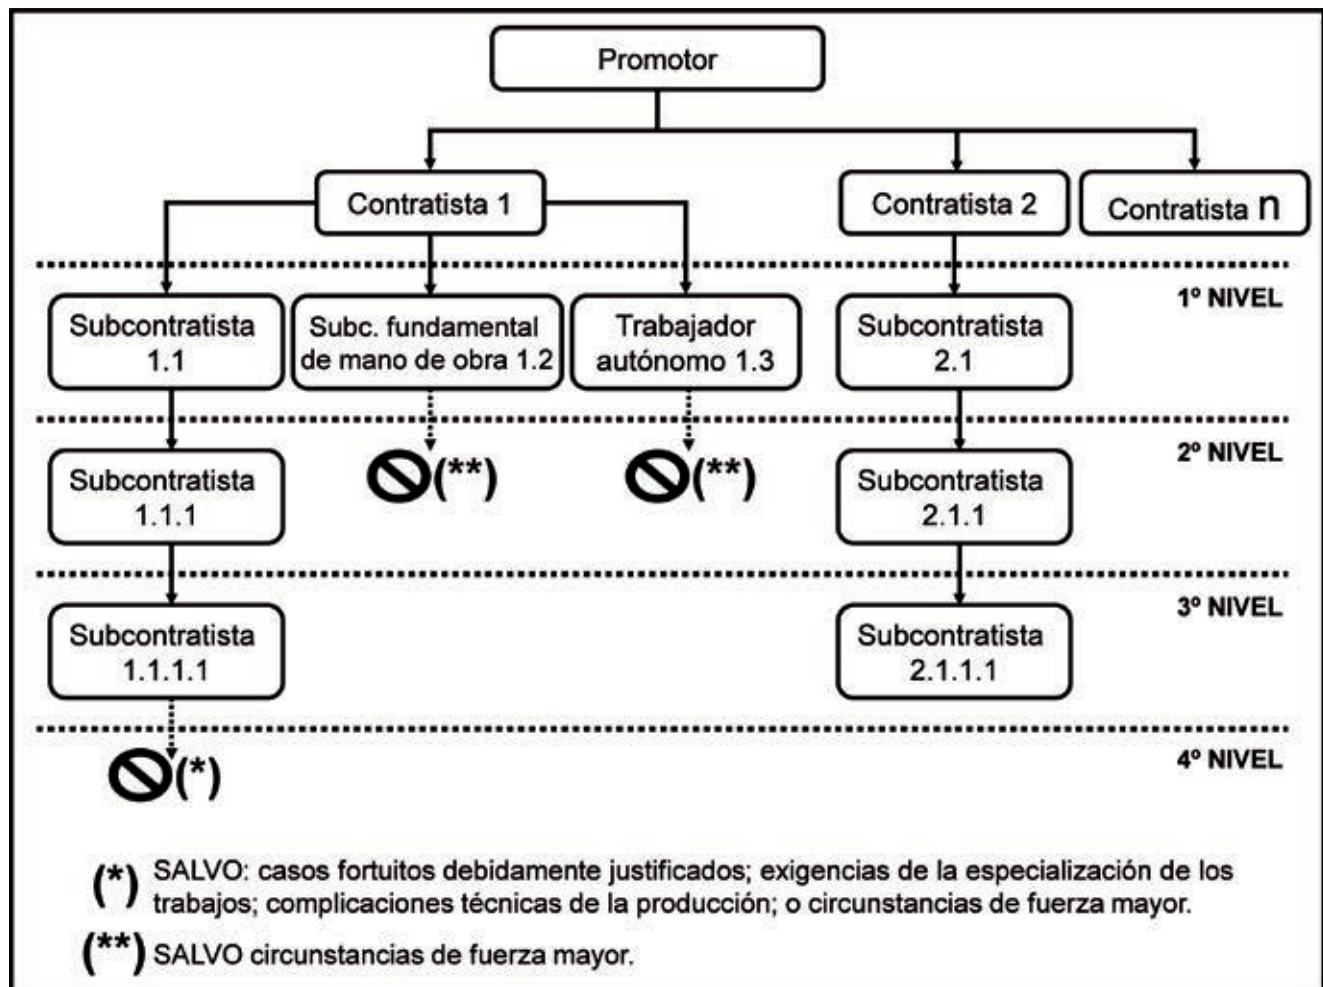 Promotor
Contratista 1
Contratista 2
Contratista n
1º NIVEL
Subcontratista
1.1
Subc. fundamental
de mano de obra 1.2
Trabajador
autónomo 1.3
Subcontratista
2.1
2º NIVEL
Subcontratista
1.1.1
(**)
(**)
Subcontratista
2.1.1
3º NIVEL
Subcontratista
1.1.1.1
Subcontratista
2.1.1.1
4º NIVEL
(*)
(*) SALVO: casos fortuitos debidamente justificados; exigencias de la especialización de los
trabajos; complicaciones técnicas de la producción; o circunstancias de fuerza mayor.
(**) SALVO circunstancias de fuerza mayor.